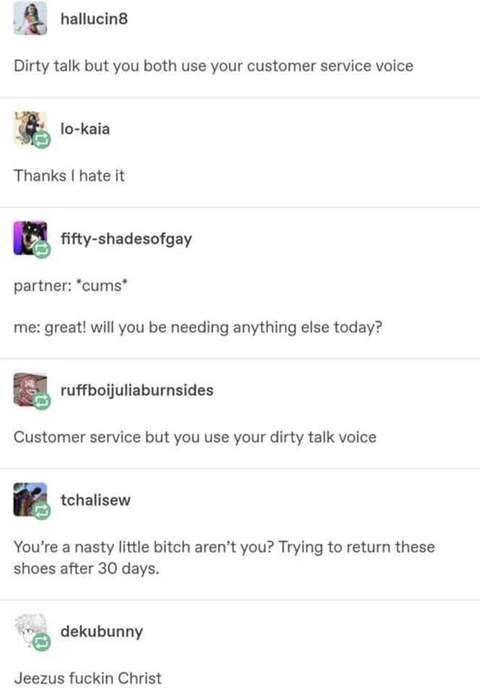 hallucin8
Dirty talk but you both use your customer service voice
lo-kaia
Thanks I hate it
fifty-shadesofgay
partner: *cums*
me: great! will you be needing anything else today?
ruffboijuliaburnsides
Customer service but you use your dirty talk voice
tchalisew
You're a nasty little bitch aren't you? Trying to return these
shoes after 30 days.
dekubunny
Jeezus fuckin Christ